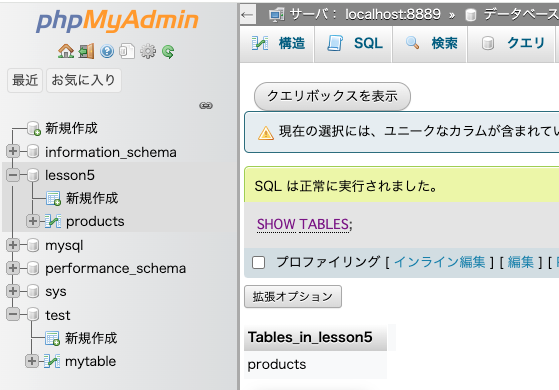 phpMyAdmin
最近 お気に入り
新規作成
information_schema
lesson5
新規作成
products
mysql
performance_schema
sys
test
新規作成
mytable
サーバ： localhost:8889 » データベース
構造 SQL 検索 クエリ
クエリボックスを表示
現在の選択には、ユニークなカラムが含まれてい
SQL は正常に実行されました。
SHOW TABLES;
プロファイリング [ インライン編集 ] [ 編集 ] [
拡張オプション
Tables_in_lesson5
products